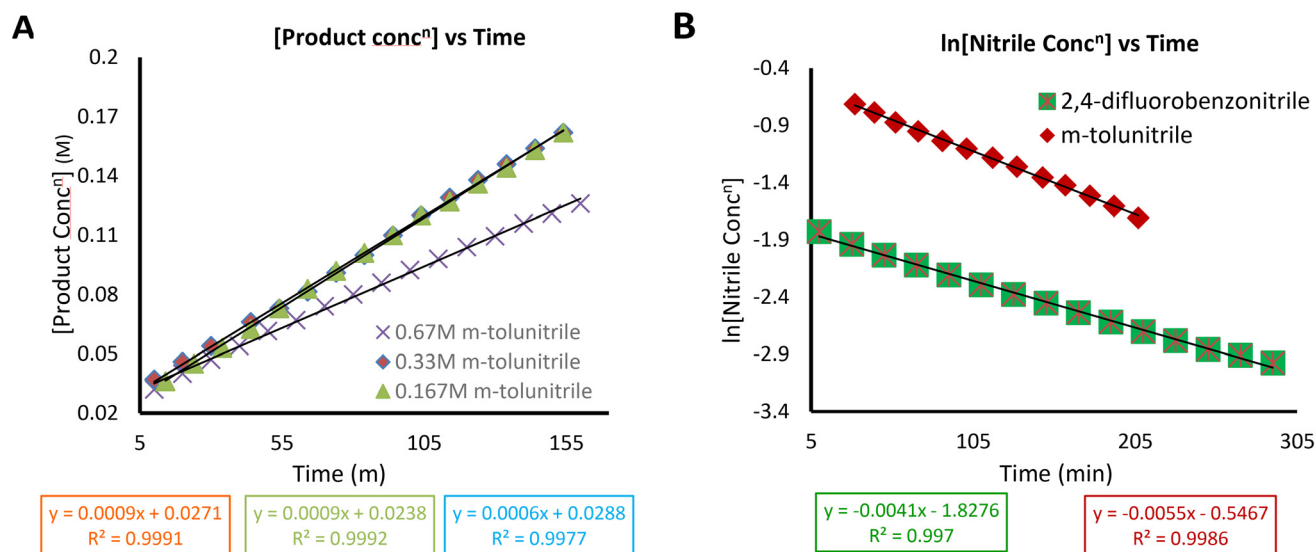 A
[Product concⁿ] vs Time
[Product Concⁿ] (M)
0.2
0.17
0.14
0.11
0.08
0.05
0.02
0.67M m-tolunitrile
0.33M m-tolunitrile
0.167M m-tolunitrile
5
55
105
155
Time (m)
y = 0.0009x + 0.0271
R² = 0.9991
y = 0.0009x + 0.0238
R² = 0.9992
y = 0.0006x + 0.0288
R² = 0.9977
B
ln[Nitrile Concⁿ] vs Time
ln[Nitrile Concⁿ]
-0.4
-0.9
-1.4
-1.9
-2.4
-2.9
-3.4
2,4-difluorobenzonitrile
m-tolunitrile
5
105
205
305
Time (min)
y = -0.0041x - 1.8276
R² = 0.997
y = -0.0055x - 0.5467
R² = 0.9986